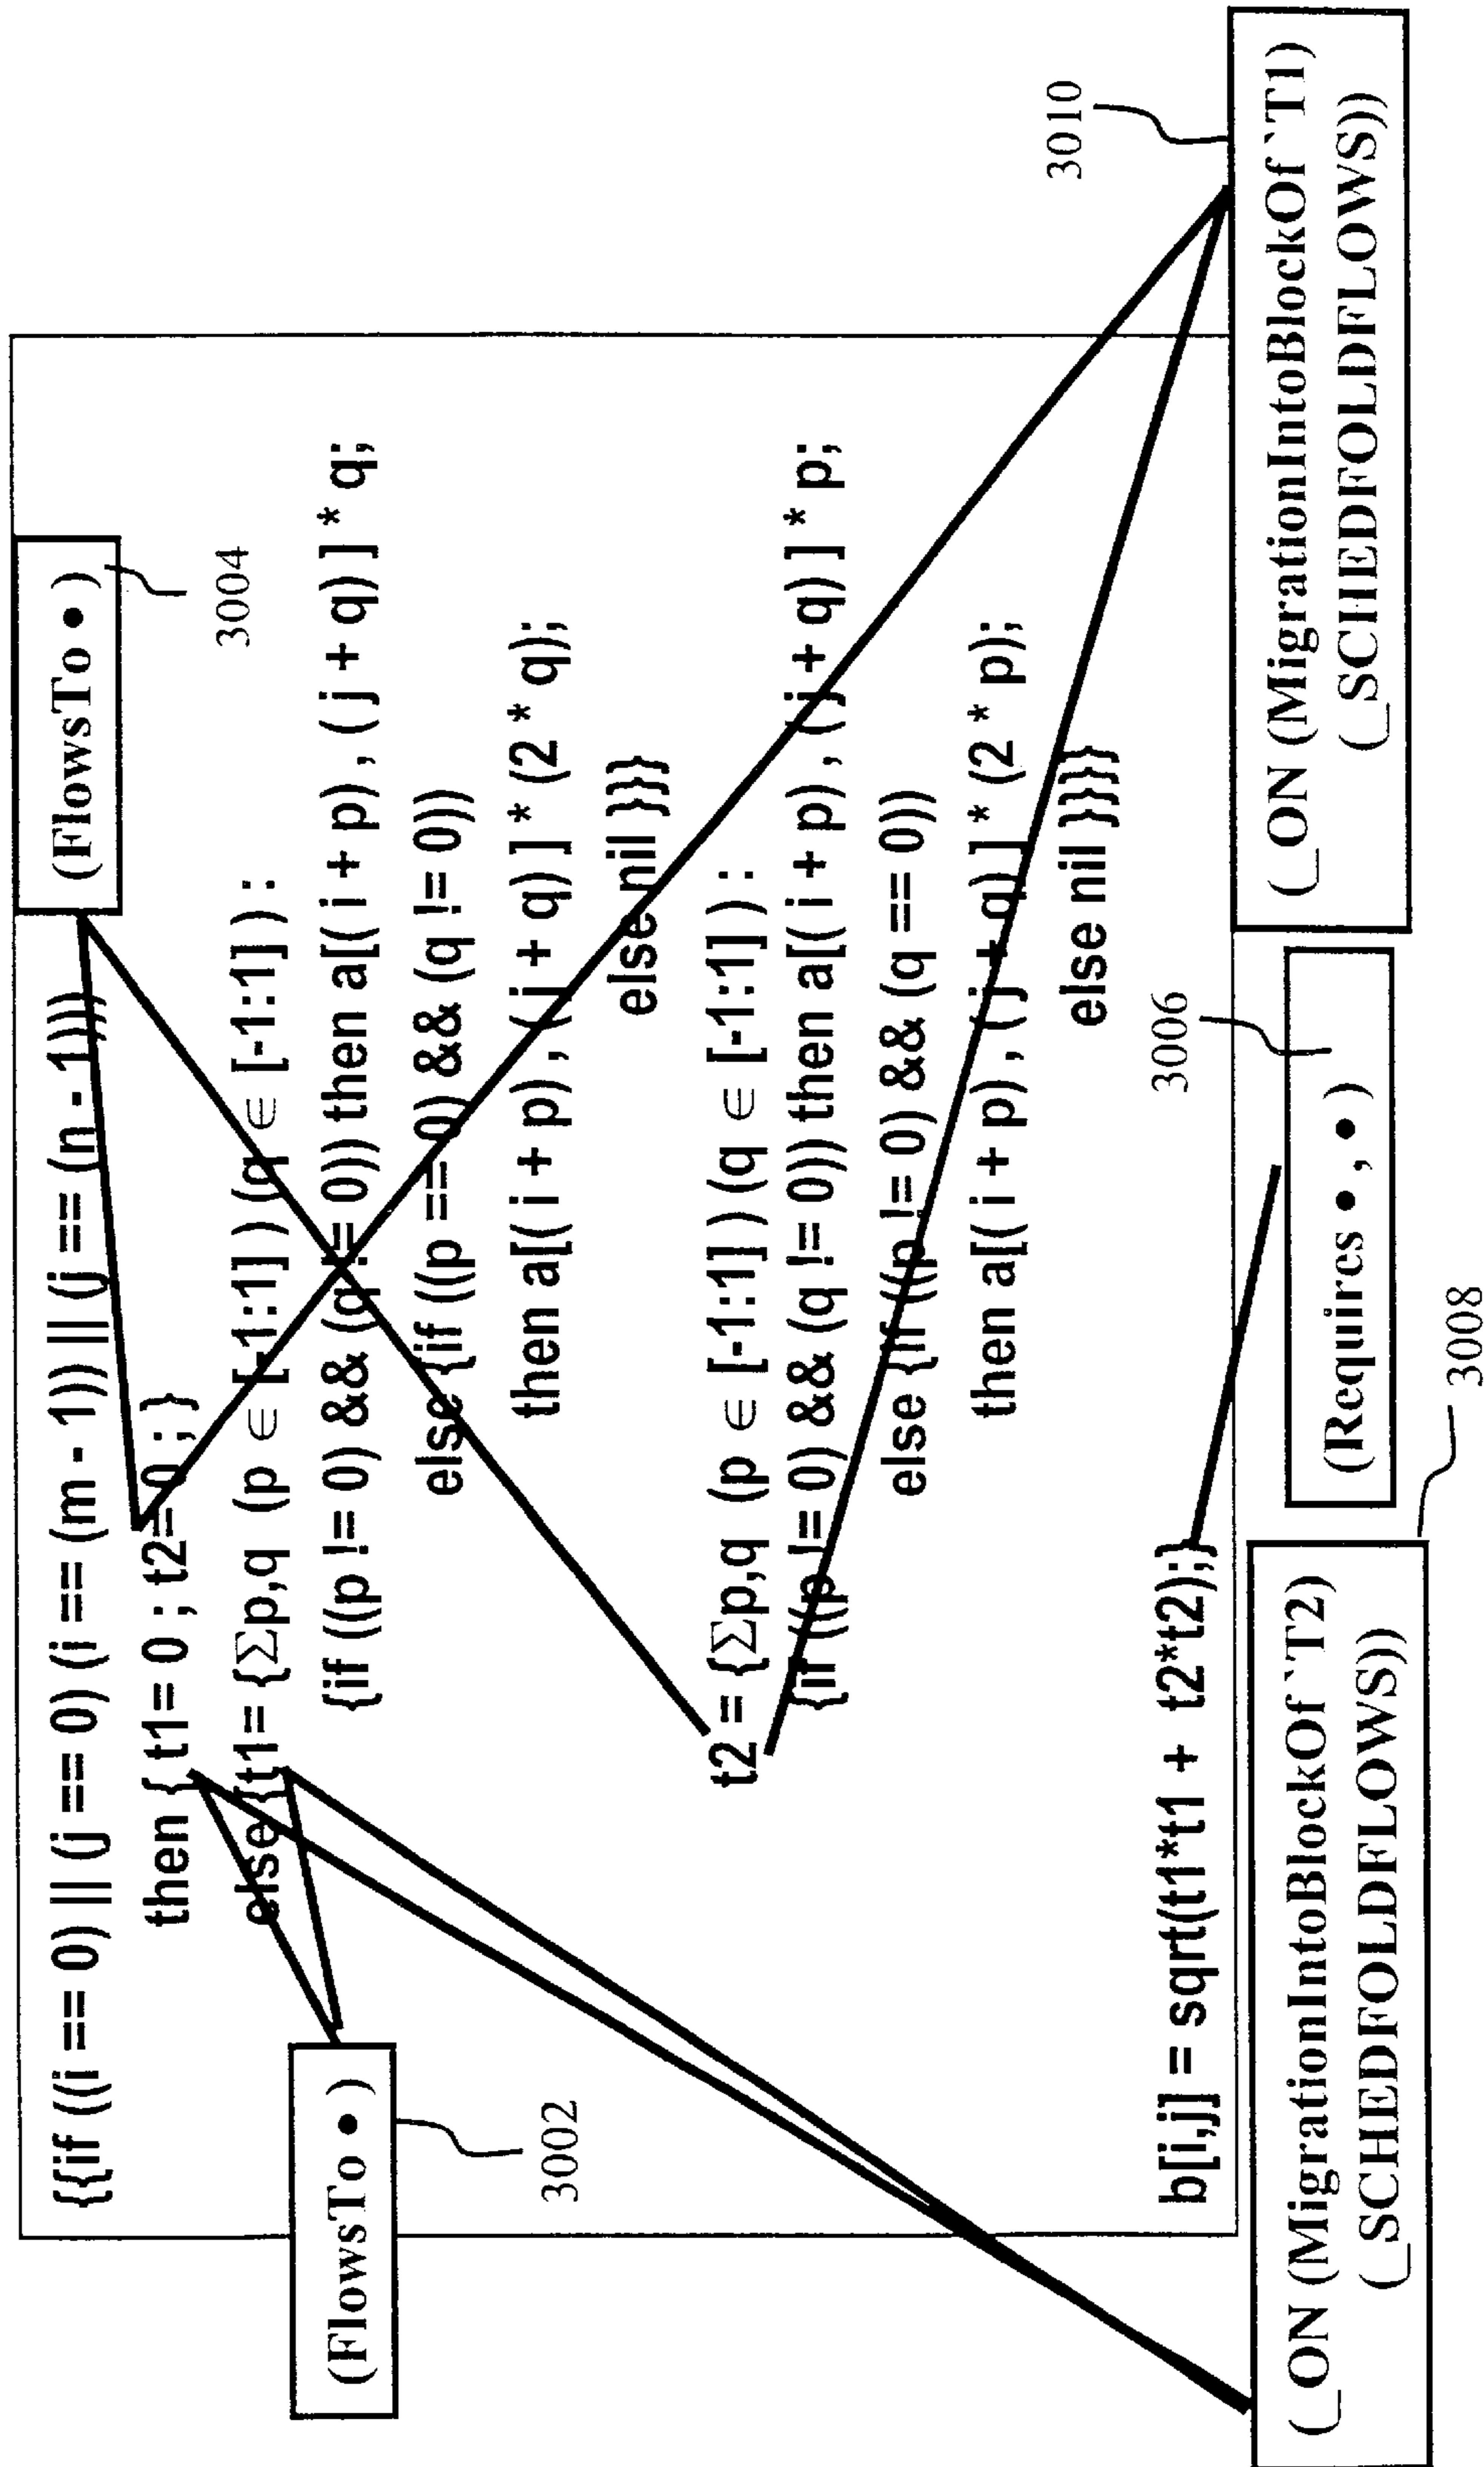 (FlowsTo • )
3004
{{if ((i == 0) || (j == 0) (i == (m - 1)) || (j == (n - 1)))
then { t1= 0 ; t2= 0 ; }
else {t1= {Σp,q (p ∈ [-1:1] ) (q ∈ [-1:1] ) :
{if ((p != 0) && (q != 0)) then a[( i + p) , (j + q) ] * q;
else {if ((p == 0) && (q != 0))
then a[( i + p) , (j + q) ] * (2 * q);
else nil }}}
(FlowsTo • )
3002
t2 = {Σp,q (p ∈ [-1:1] ) (q ∈ [-1:1] ) :
{if ((p != 0) && (q != 0)) then a[( i + p) , (j + q) ] * p;
else {if ((p != 0) && (q == 0))
then a[( i + p) , (j + q) ] * (2 * p);
else nil }}}}
b[i,j] = sqrt(t1*t1 + t2*t2);}
3006
3010
(_ON (MigrationIntoBlockOf `T2)
(_SCHEDFOLDFLOWS))
3008
(Requires • , • )
(_ON (MigrationIntoBlockOf `T1)
(_SCHEDFOLDFLOWS))